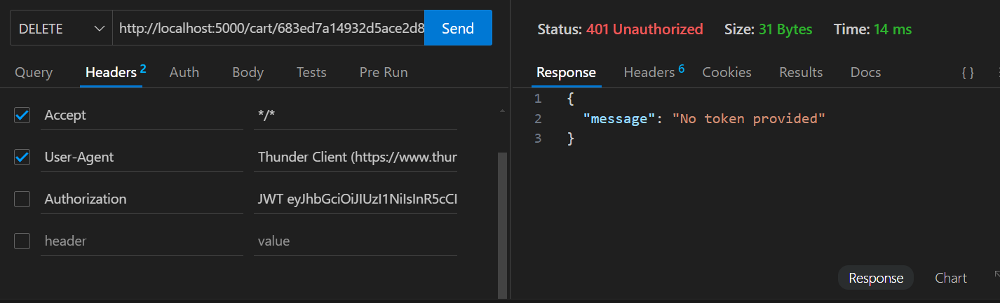 DELETE
http://localhost:5000/cart/683ed7a14932d5ace2d8
Send
Query
Headers 2
Auth
Body
Tests
Pre Run
Accept
*/*
User-Agent
Thunder Client (https://www.thur
Authorization
JWT eyJhbGciOiJIUzI1NiIsInR5cCI
header
value
Status: 401 Unauthorized
Size: 31 Bytes
Time: 14 ms
Response
Headers 6
Cookies
Results
Docs
{ }
1 {
2 "message": "No token provided"
3 }
Response
Chart